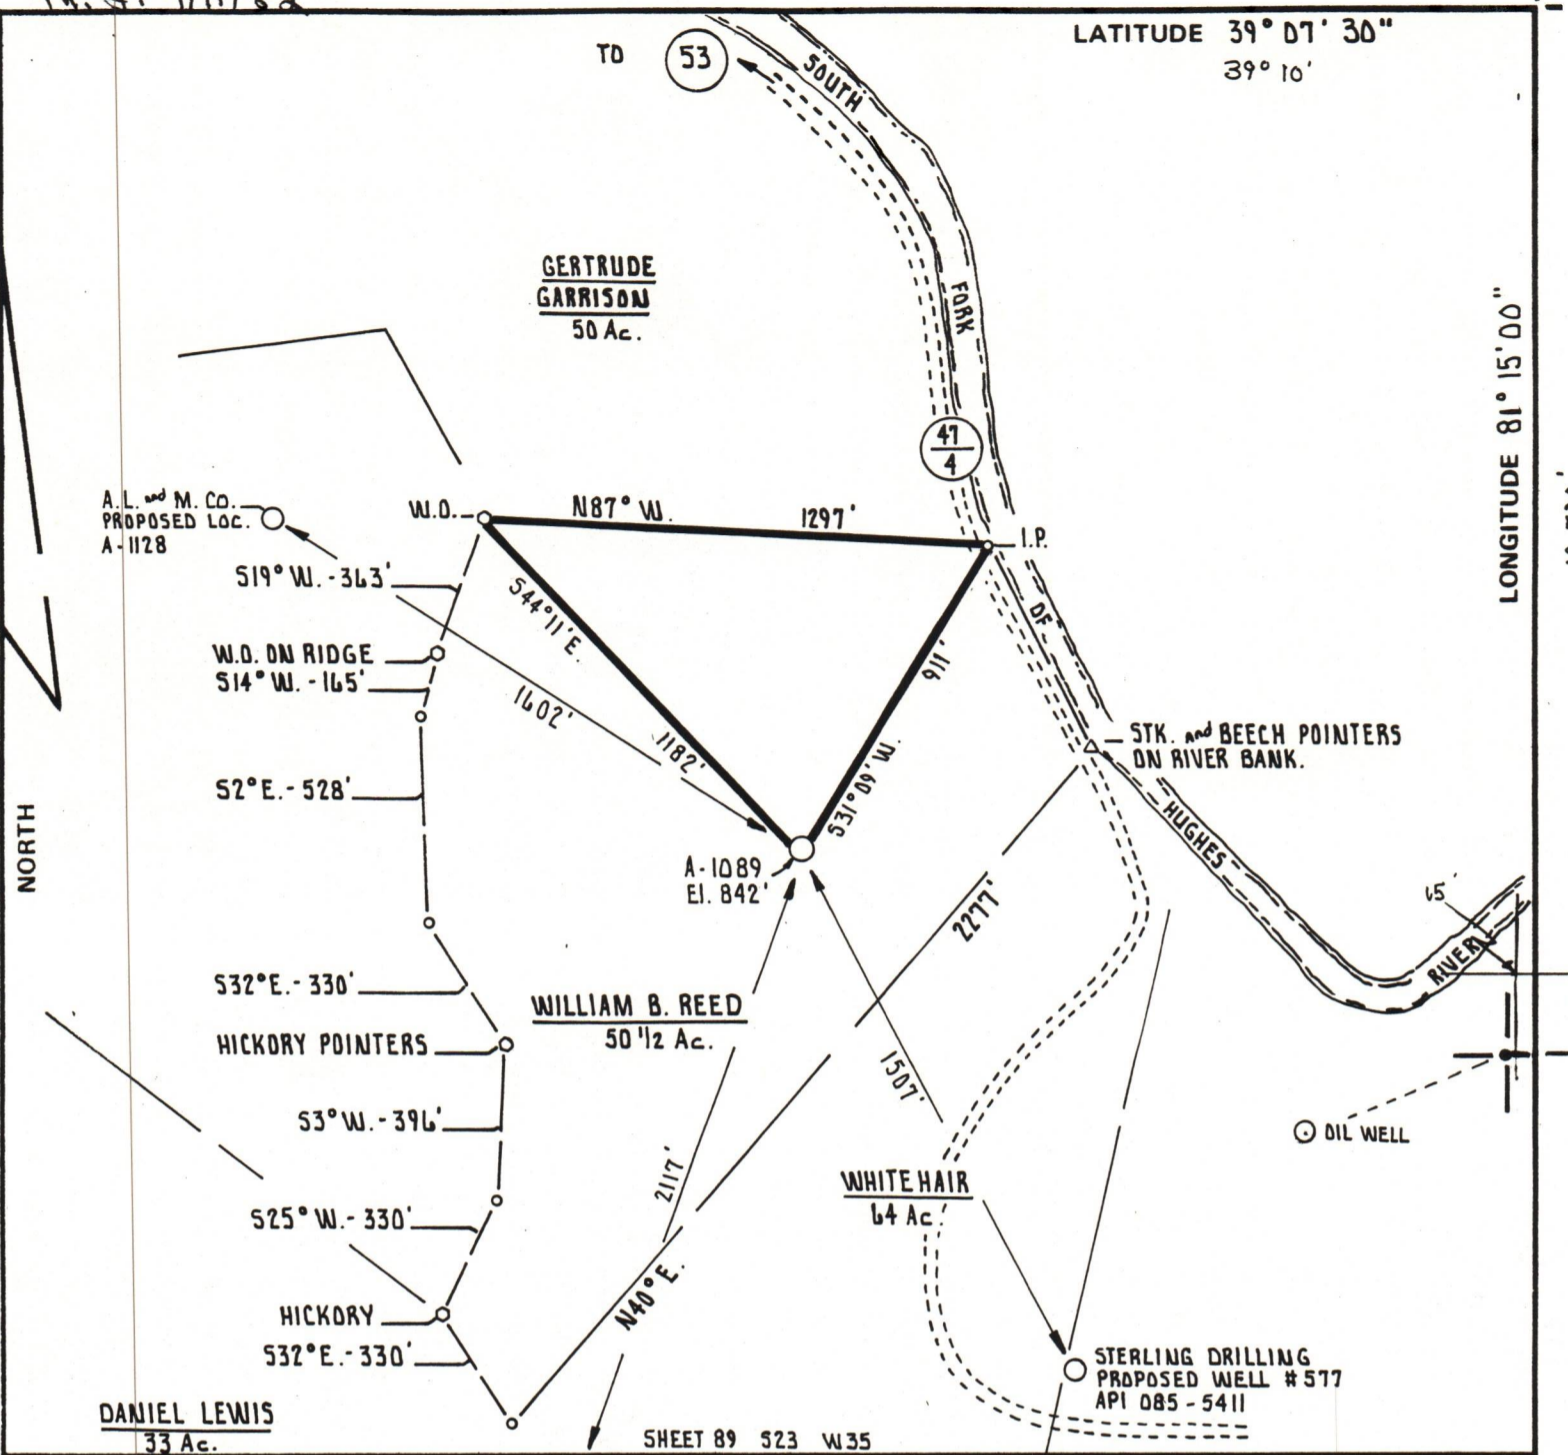 LATITUDE 39° 07' 30"
39° 10'
TO 53
SOUTH
FORK
OF
HUGHES
RIVER
GERTRUDE
GARRISON
50 Ac.
LONGITUDE 81° 15' 00"
47
4
A.L. and M. CO.
PROPOSED LOC.
A-1128
W.O.
N87° W. 1297'
I.P.
S19° W.-363'
S44°11'E.
1182'
1602'
911'
S31°09'W.
W.O. ON RIDGE
S14° W.-165'
STK. and BEECH POINTERS
ON RIVER BANK.
S2°E.-528'
NORTH
A-1089
El. 842'
2277'
65'
S32°E.-330'
WILLIAM B. REED
50 1/2 Ac.
HICKORY POINTERS
1507'
S3°W.-396'
OIL WELL
2117'
WHITEHAIR
64 Ac.
S25° W.-330'
N40°E.
HICKORY
S32°E.-330'
STERLING DRILLING
PROPOSED WELL #577
API 085-5411
DANIEL LEWIS
33 Ac.
SHEET 89 S23 W35